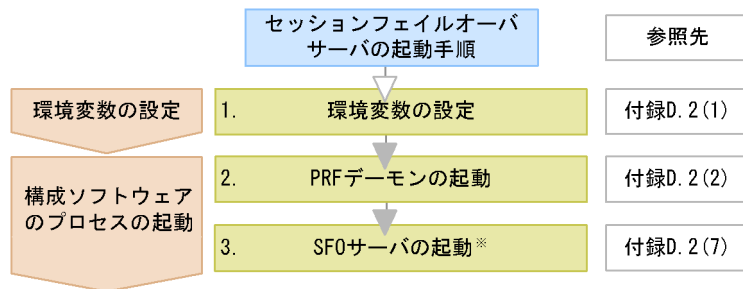 セッションフェイルオーバ
サーバの起動手順
参照先
環境変数の設定
1. 環境変数の設定
付録D.2(1)
構成ソフトウェア
のプロセスの起動
2. PRFデーモンの起動
付録D.2(2)
3. SFOサーバの起動※
付録D.2(7)